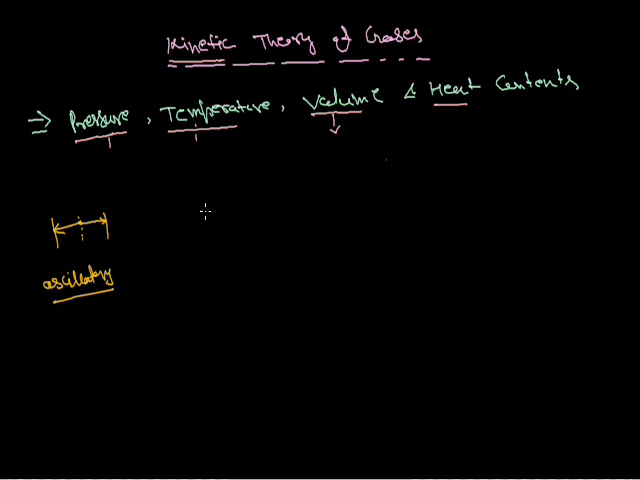 Kinetic Theory of Gases
⇒ Pressure, Temperature, Volume & Heat Contents
oscillatory